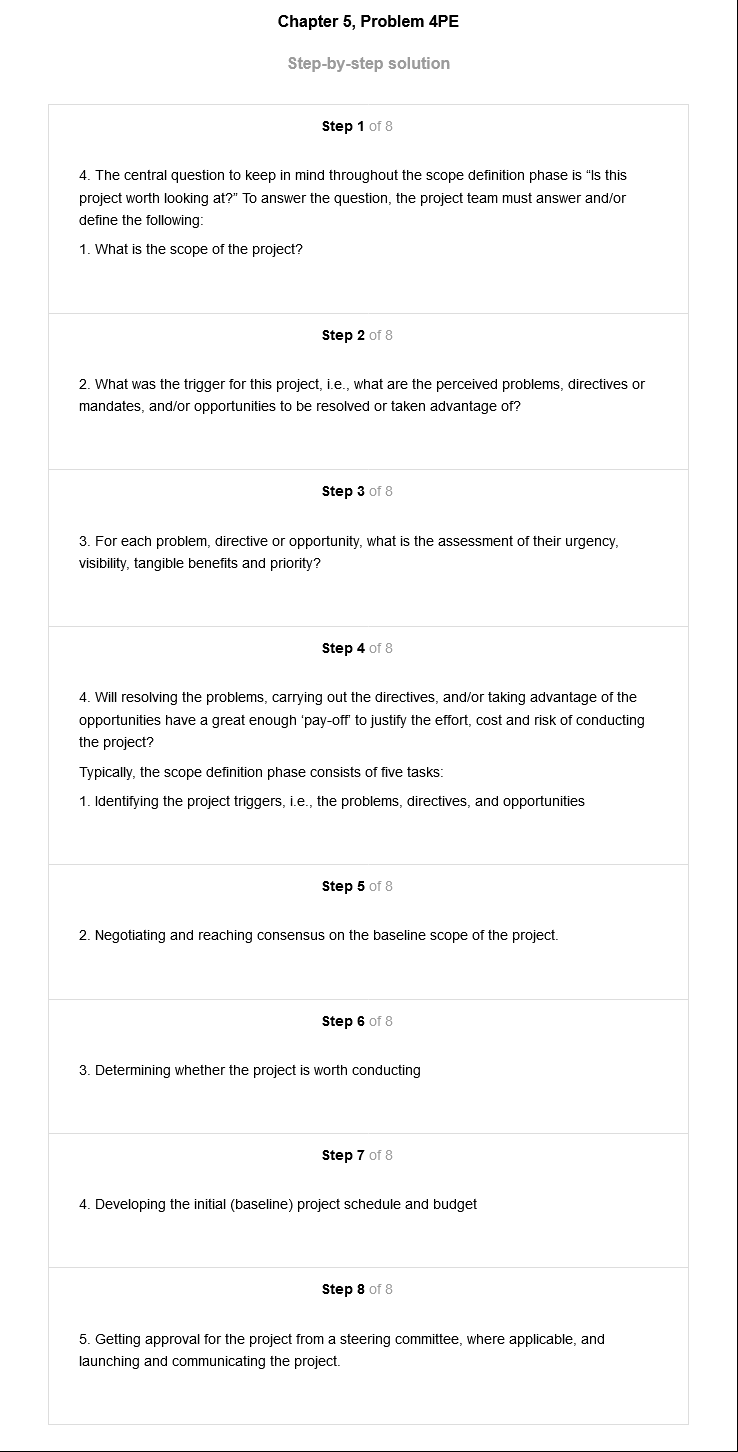 Chapter 5, Problem 4PE
Step-by-step solution
Step 1 of 8
4. The central question to keep in mind throughout the scope definition phase is “Is this
project worth looking at?” To answer the question, the project team must answer and/or
define the following:
1. What is the scope of the project?
Step 2 of 8
2. What was the trigger for this project, i.e., what are the perceived problems, directives or
mandates, and/or opportunities to be resolved or taken advantage of?
Step 3 of 8
3. For each problem, directive or opportunity, what is the assessment of their urgency,
visibility, tangible benefits and priority?
Step 4 of 8
4. Will resolving the problems, carrying out the directives, and/or taking advantage of the
opportunities have a great enough ‘pay-off’ to justify the effort, cost and risk of conducting
the project?
Typically, the scope definition phase consists of five tasks:
1. Identifying the project triggers, i.e., the problems, directives, and opportunities
Step 5 of 8
2. Negotiating and reaching consensus on the baseline scope of the project.
Step 6 of 8
3. Determining whether the project is worth conducting
Step 7 of 8
4. Developing the initial (baseline) project schedule and budget
Step 8 of 8
5. Getting approval for the project from a steering committee, where applicable, and
launching and communicating the project.